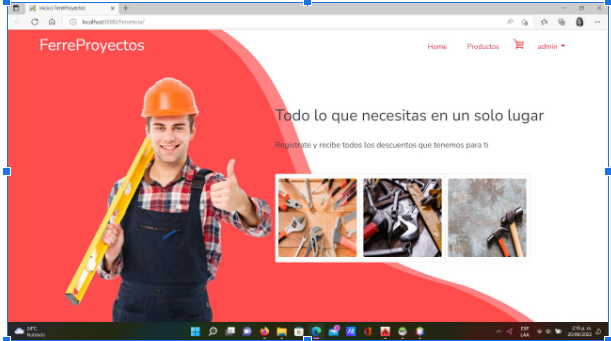 Inicio | FerreProyectos
localhost:8080/ferreteria/
FerreProyectos
Home
Productos
admin
Todo lo que necesitas en un solo lugar
Registrate y recibe todos los descuentos que tenemos para ti
24°C
Nublado
ESP
LAA
2:15 p. m.
20/09/2022